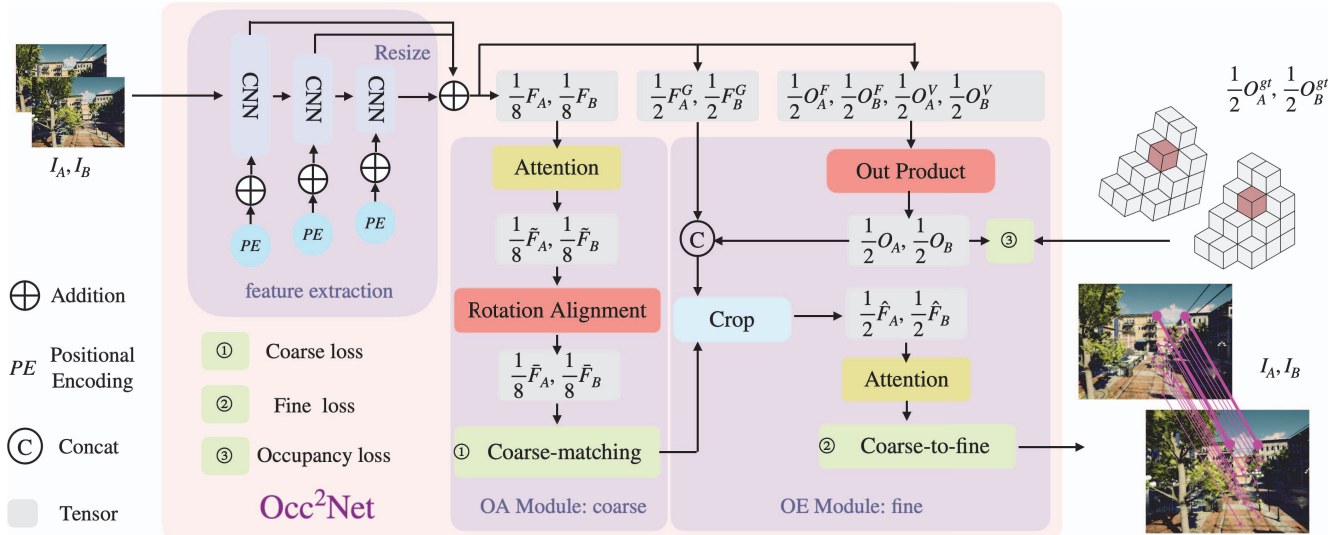 I_A, I_B
CNN
CNN
CNN
Resize
PE
PE
PE
feature extraction
1/8 F_A, 1/8 F_B
1/2 F_A^G, 1/2 F_B^G
1/2 O_A^F, 1/2 O_B^F, 1/2 O_A^V, 1/2 O_B^V
1/2 O_A^{gt}, 1/2 O_B^{gt}
Attention
Out Product
1/8 F̃_A, 1/8 F̃_B
C
1/2 O_A, 1/2 O_B
③
Rotation Alignment
Crop
1/2 F̂_A, 1/2 F̂_B
1/8 F̄_A, 1/8 F̄_B
Attention
① Coarse-matching
② Coarse-to-fine
OA Module: coarse
OE Module: fine
I_A, I_B
Addition
PE Positional
Encoding
C Concat
Tensor
① Coarse loss
② Fine loss
③ Occupancy loss
Occ²Net